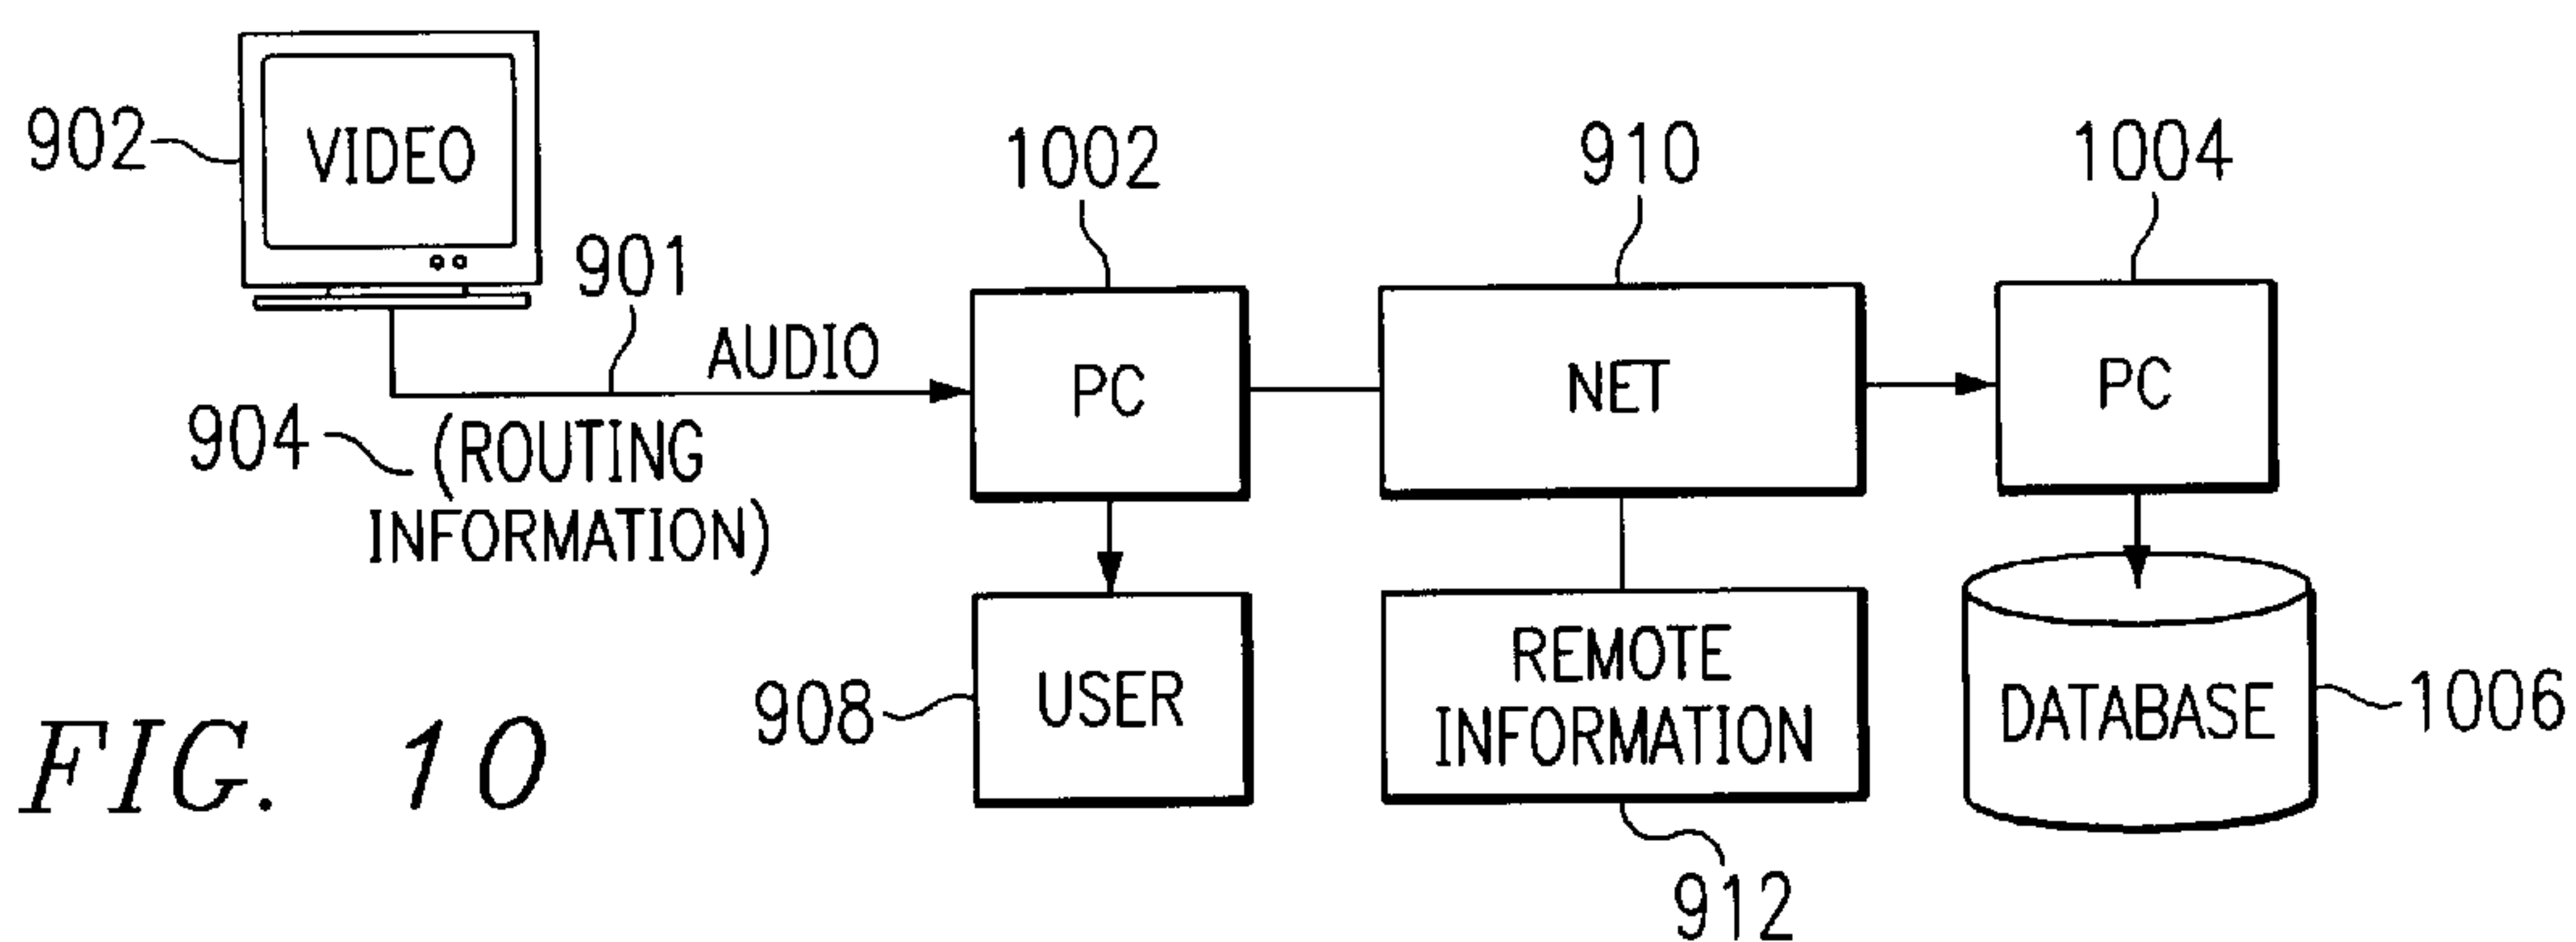 902
VIDEO
901
AUDIO
904
(ROUTING
INFORMATION)
1002
PC
910
NET
1004
PC
908
USER
REMOTE
INFORMATION
912
DATABASE
1006
FIG. 10